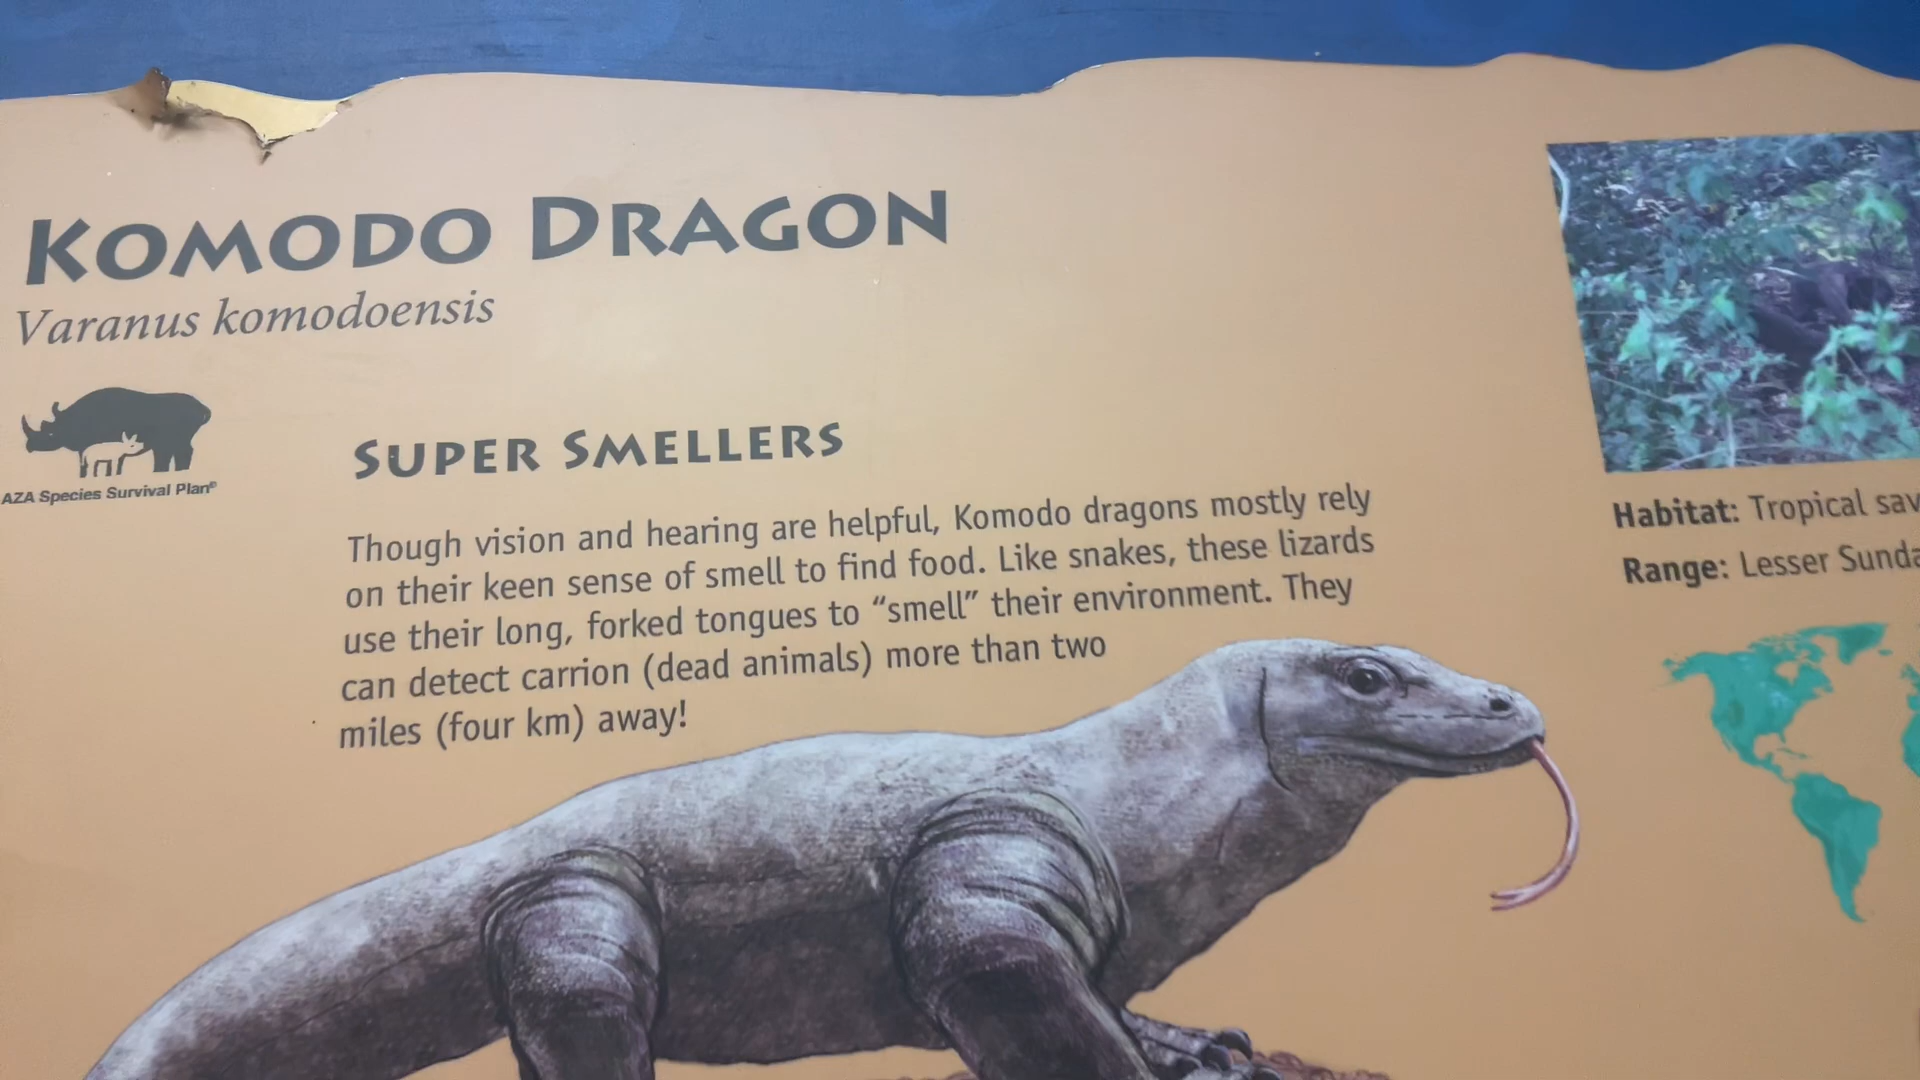 KOMODO DRAGON
Varanus komodoensis
AZA Species Survival Plan®
SUPER SMELLERS
Though vision and hearing are helpful, Komodo dragons mostly rely
on their keen sense of smell to find food. Like snakes, these lizards
use their long, forked tongues to “smell” their environment. They
can detect carrion (dead animals) more than two
miles (four km) away!
Habitat: Tropical
Range: Lesser